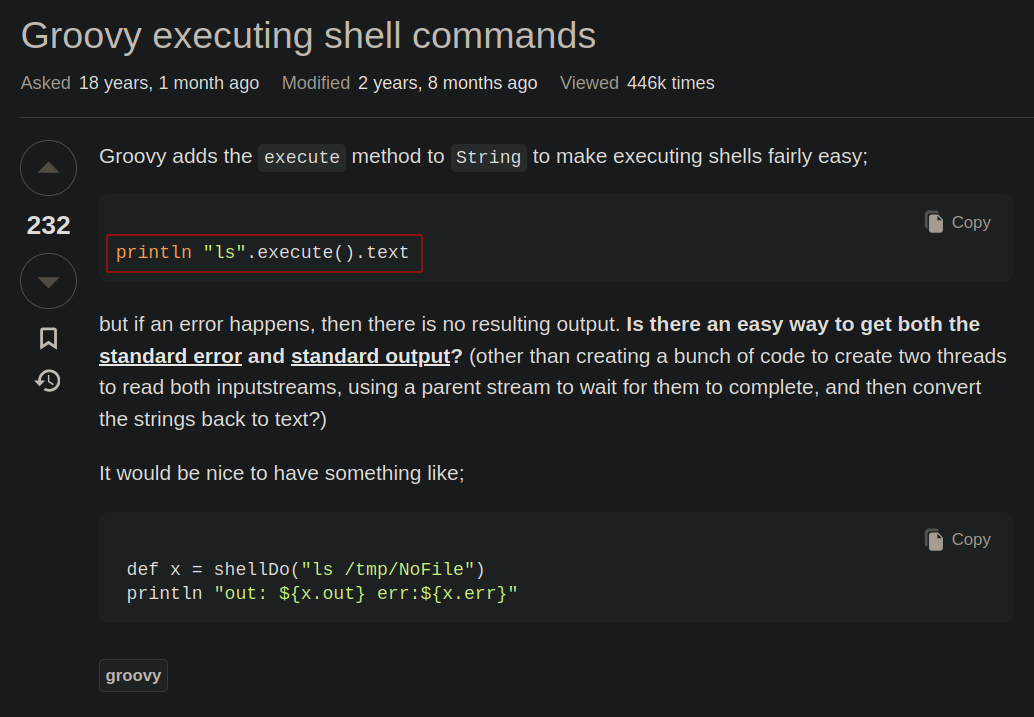 Groovy executing shell commands
Asked 18 years, 1 month ago Modified 2 years, 8 months ago Viewed 446k times
Groovy adds the execute method to String to make executing shells fairly easy;
232
Copy
println "ls".execute().text
but if an error happens, then there is no resulting output. Is there an easy way to get both the
standard error and standard output? (other than creating a bunch of code to create two threads
to read both inputstreams, using a parent stream to wait for them to complete, and then convert
the strings back to text?)
It would be nice to have something like;
Copy
def x = shellDo("ls /tmp/NoFile")
println "out: ${x.out} err:${x.err}"
groovy